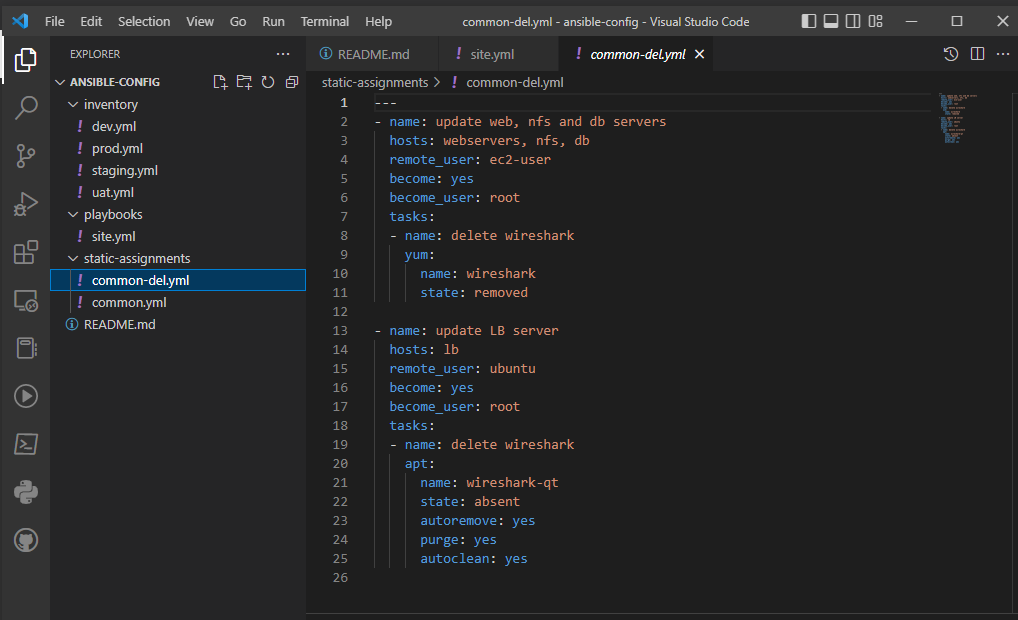 File Edit Selection View Go Run Terminal Help common-del.yml - ansible-config - Visual Studio Code
EXPLORER
ANSIBLE-CONFIG
inventory
! dev.yml
! prod.yml
! staging.yml
! uat.yml
playbooks
! site.yml
static-assignments
! common-del.yml
! common.yml
README.md
README.md ! site.yml ! common-del.yml
static-assignments > ! common-del.yml
1 ---
2 - name: update web, nfs and db servers
3 hosts: webservers, nfs, db
4 remote_user: ec2-user
5 become: yes
6 become_user: root
7 tasks:
8 - name: delete wireshark
9 yum:
10 name: wireshark
11 state: removed
12
13 - name: update LB server
14 hosts: lb
15 remote_user: ubuntu
16 become: yes
17 become_user: root
18 tasks:
19 - name: delete wireshark
20 apt:
21 name: wireshark-qt
22 state: absent
23 autoremove: yes
24 purge: yes
25 autoclean: yes
26